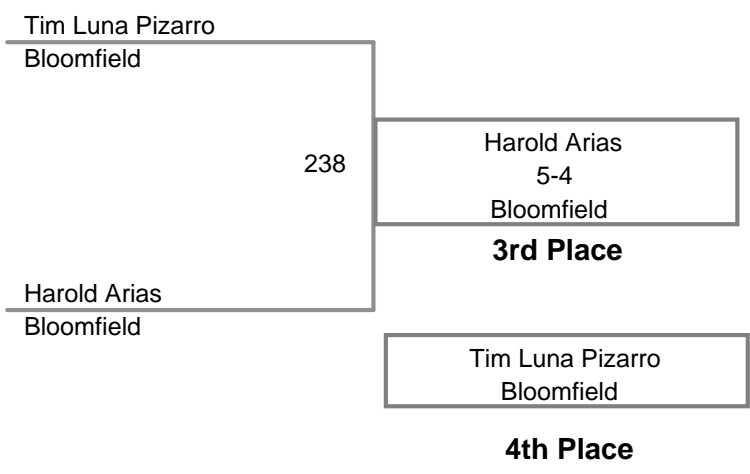 Tim Luna Pizarro
Bloomfield
238
Harold Arias
5-4
Bloomfield
3rd Place
Harold Arias
Bloomfield
Tim Luna Pizarro
Bloomfield
4th Place